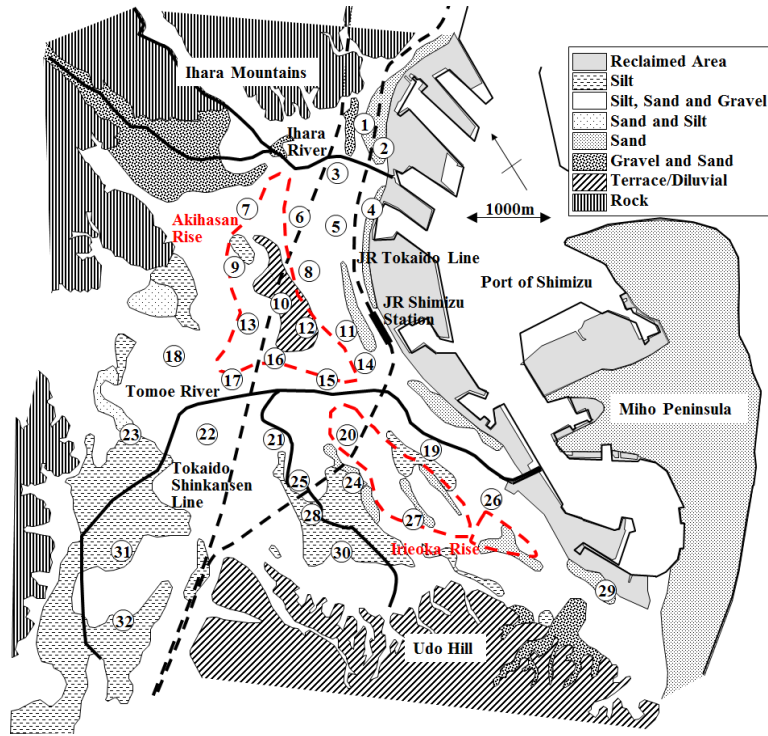 Ihara Mountains
Reclaimed Area
Silt
Silt, Sand and Gravel
Sand and Silt
Sand
Gravel and Sand
Terrace/Diluvial
Rock
1
2
Ihara
River
3
Akihasan
Rise
7
6
5
4
1000m
9
8
JR Tokaido Line
Port of Shimizu
10
JR Shimizu
Station
13
12
11
18
16
14
17
15
Tomoe River
Miho Peninsula
23
22
21
20
19
Tokaido
Shinkansen
Line
25
24
26
28
27
31
30
Irieoka Rise
29
32
Udo Hill